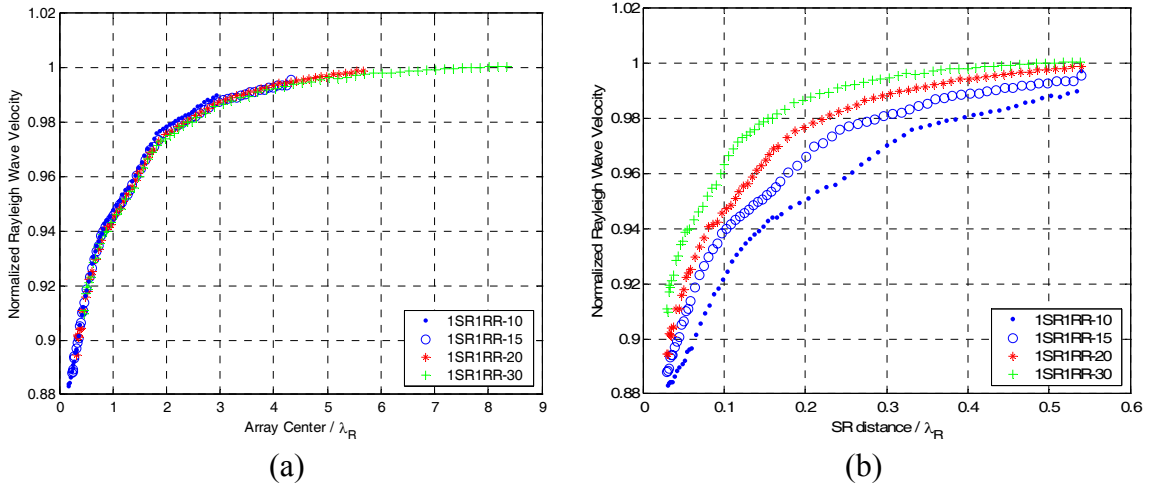 1.02
1
0.98
0.96
0.94
0.92
0.9
0.88
0 1 2 3 4 5 6 7 8 9
Normalized Rayleigh Wave Velocity
Array Center / λR
1SR1RR-10
1SR1RR-15
1SR1RR-20
1SR1RR-30
(a)
1.02
1
0.98
0.96
0.94
0.92
0.9
0.88
0 0.1 0.2 0.3 0.4 0.5 0.6
Normalized Rayleigh Wave Velocity
SR distance / λR
1SR1RR-10
1SR1RR-15
1SR1RR-20
1SR1RR-30
(b)